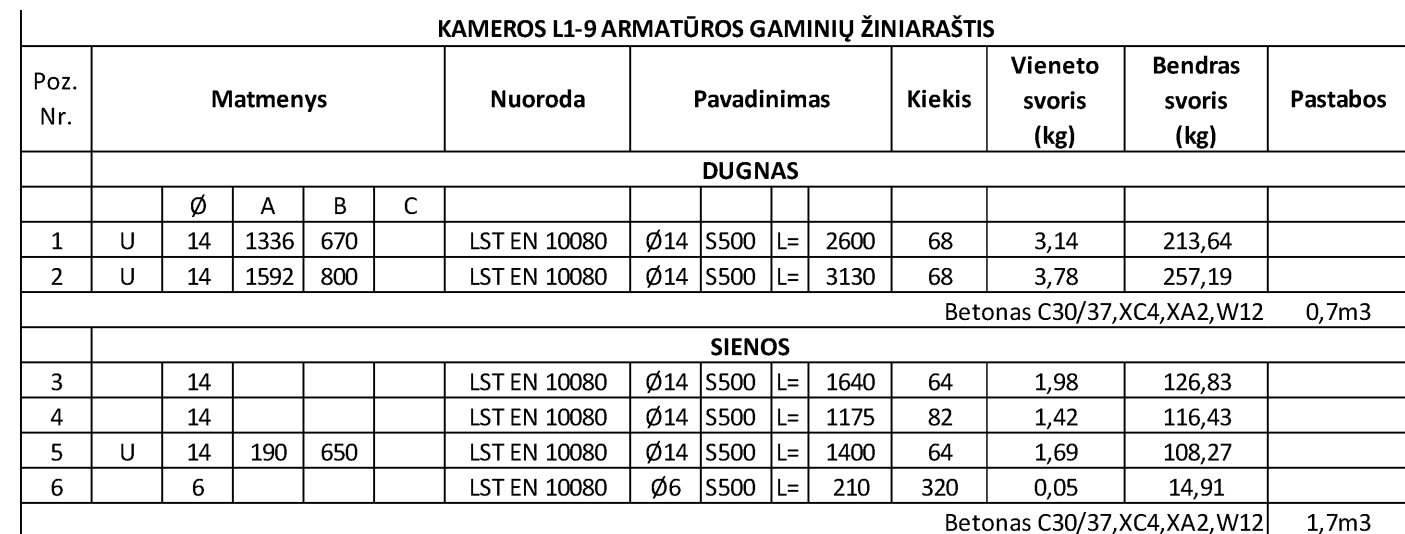 KAMEROS L1-9 ARMATŪROS GAMINIŲ ŽINIARAŠTIS
Poz. Nr. Matmenys Nuoroda Pavadinimas Kiekis Vieneto svoris (kg) Bendras svoris (kg) Pastabos
DUGNAS
Ø A B C
1 U 14 1336 670 LST EN 10080 Ø14 S500 L= 2600 68 3,14 213,64
2 U 14 1592 800 LST EN 10080 Ø14 S500 L= 3130 68 3,78 257,19
Betonas C30/37,XC4,XA2,W12 0,7m3
SIENOS
3 14 LST EN 10080 Ø14 S500 L= 1640 64 1,98 126,83
4 14 LST EN 10080 Ø14 S500 L= 1175 82 1,42 116,43
5 U 14 190 650 LST EN 10080 Ø14 S500 L= 1400 64 1,69 108,27
6 6 LST EN 10080 Ø6 S500 L= 210 320 0,05 14,91
Betonas C30/37,XC4,XA2,W12 1,7m3